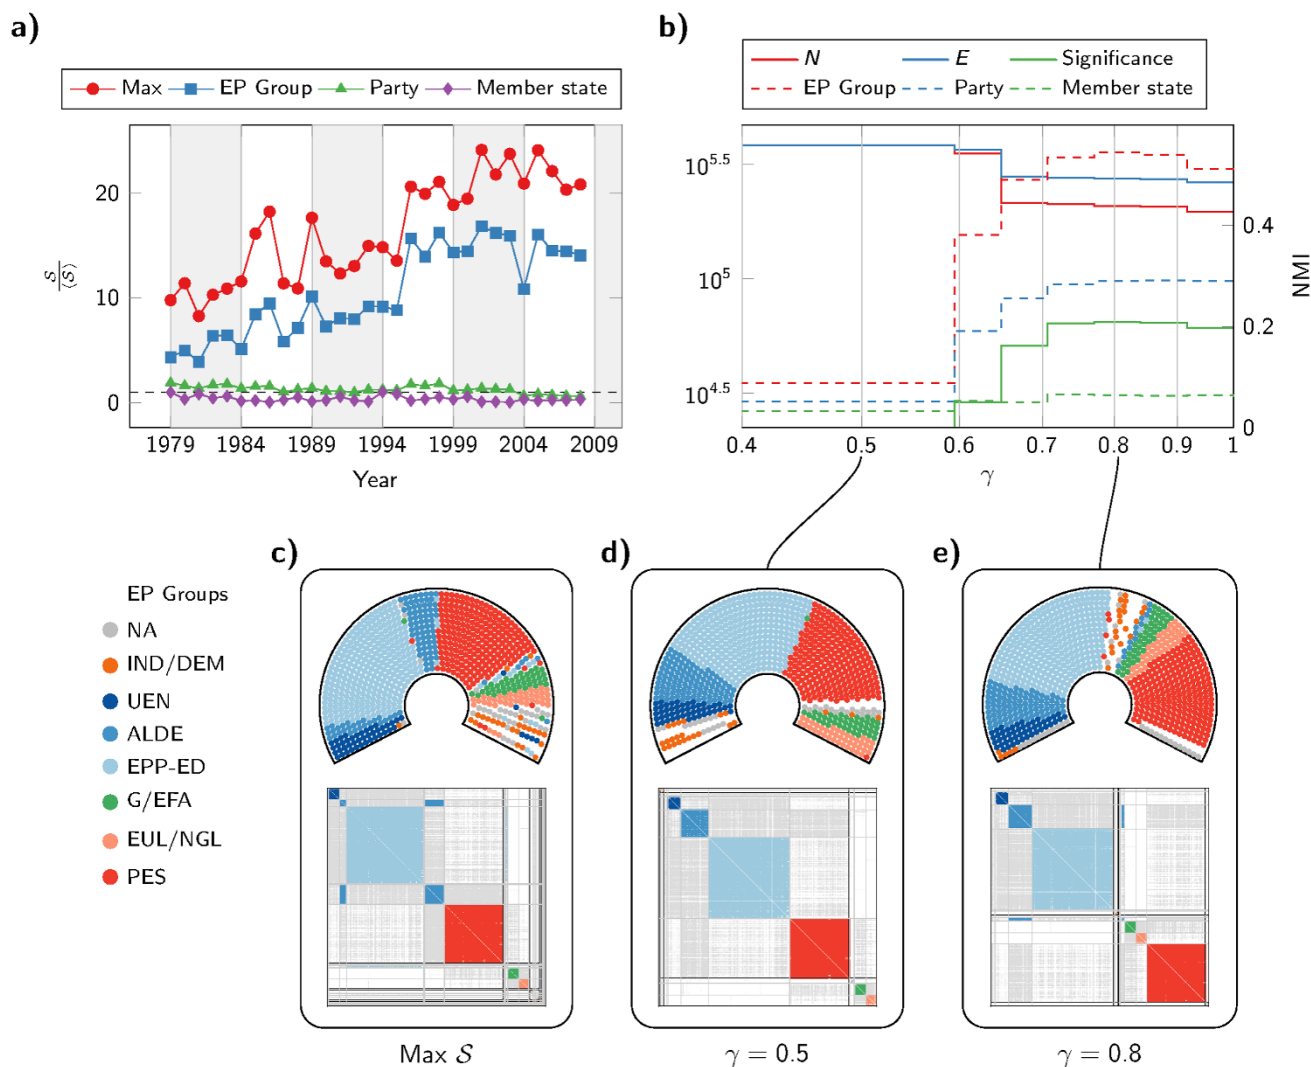 a)
Max EP Group Party Member state
20
10
0
S
⟨S⟩
1979 1984 1989 1994 1999 2004 2009
Year
b)
N E Significance
EP Group Party Member state
10^5.5
10^5
10^4.5
0.4
0.2
0
NMI
0.4 0.5 0.6 0.7 0.8 0.9 1
γ
c)
d)
e)
EP Groups
NA
IND/DEM
UEN
ALDE
EPP-ED
G/EFA
EUL/NGL
PES
Max S
γ = 0.5
γ = 0.8